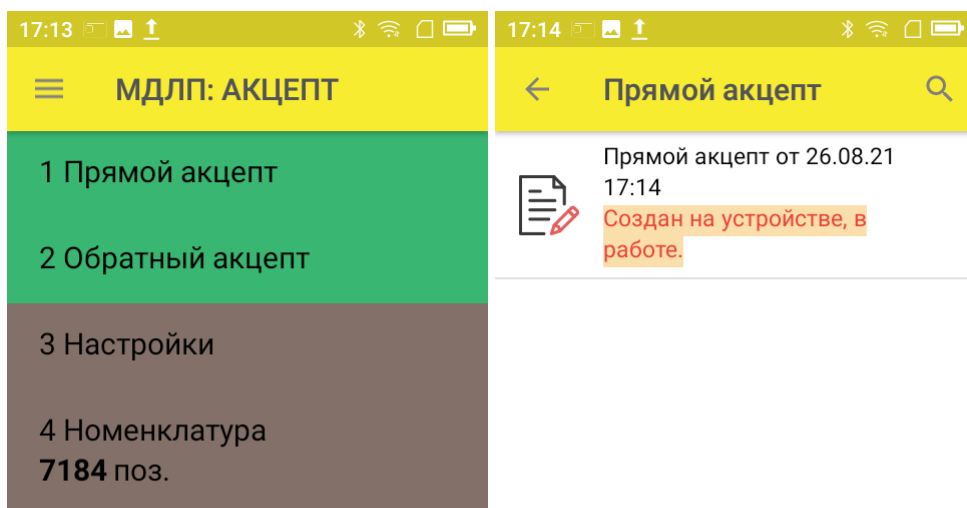 17:13
МДЛП: АКЦЕПТ
1 Прямой акцепт
2 Обратный акцепт
3 Настройки
4 Номенклатура
7184 поз.
17:14
Прямой акцепт
Прямой акцепт от 26.08.21
17:14
Создан на устройстве, в
работе.